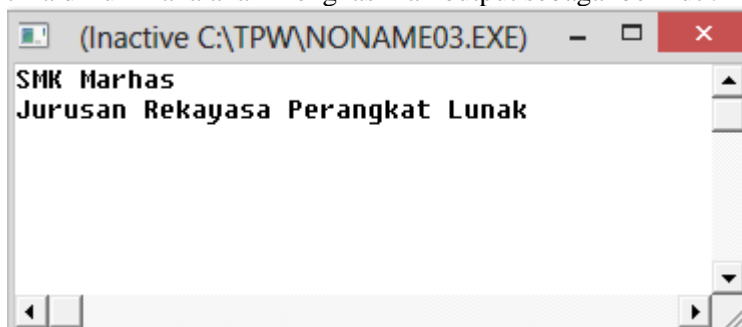 (Inactive C:\TPW\NONAME03.EXE)
SMK Marhas
Jurusan Rekayasa Perangkat Lunak